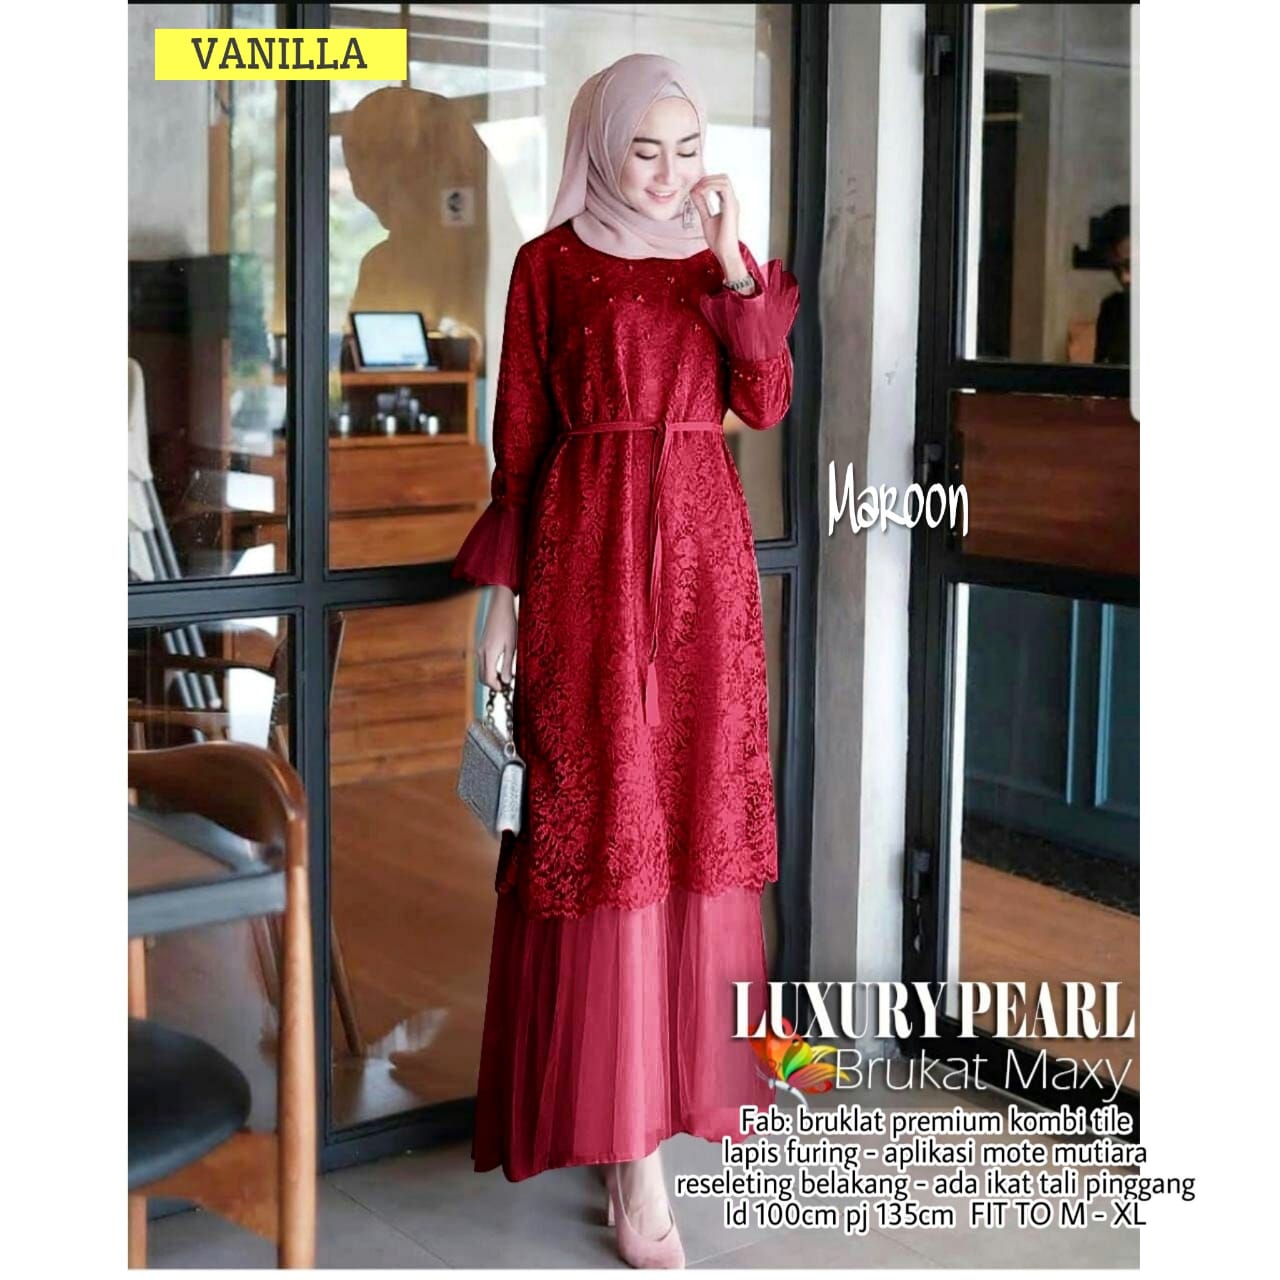 VANILLA
Maroon
LUXURY PEARL
Brukat Maxy
Fab: bruklat premium kombi tile
lapis furing - aplikasi mote mutiara
reseleting belakang - ada ikat tali pinggang
ld 100cm pj 135cm FIT TO M - XL